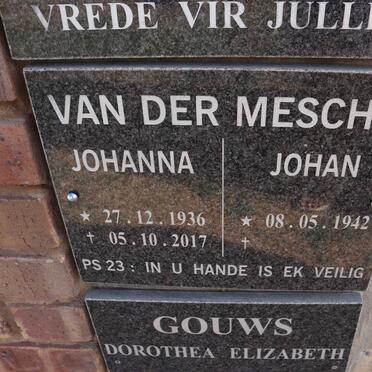 VREDE VIR JULLE
VAN DER MESCH
JOHANNA JOHAN
★ 27.12.1936 ★ 08.05.1942
† 05.10.2017 †
PS 23 : IN U HANDE IS EK VEILIG
GOUWS
DOROTHEA ELIZABETH